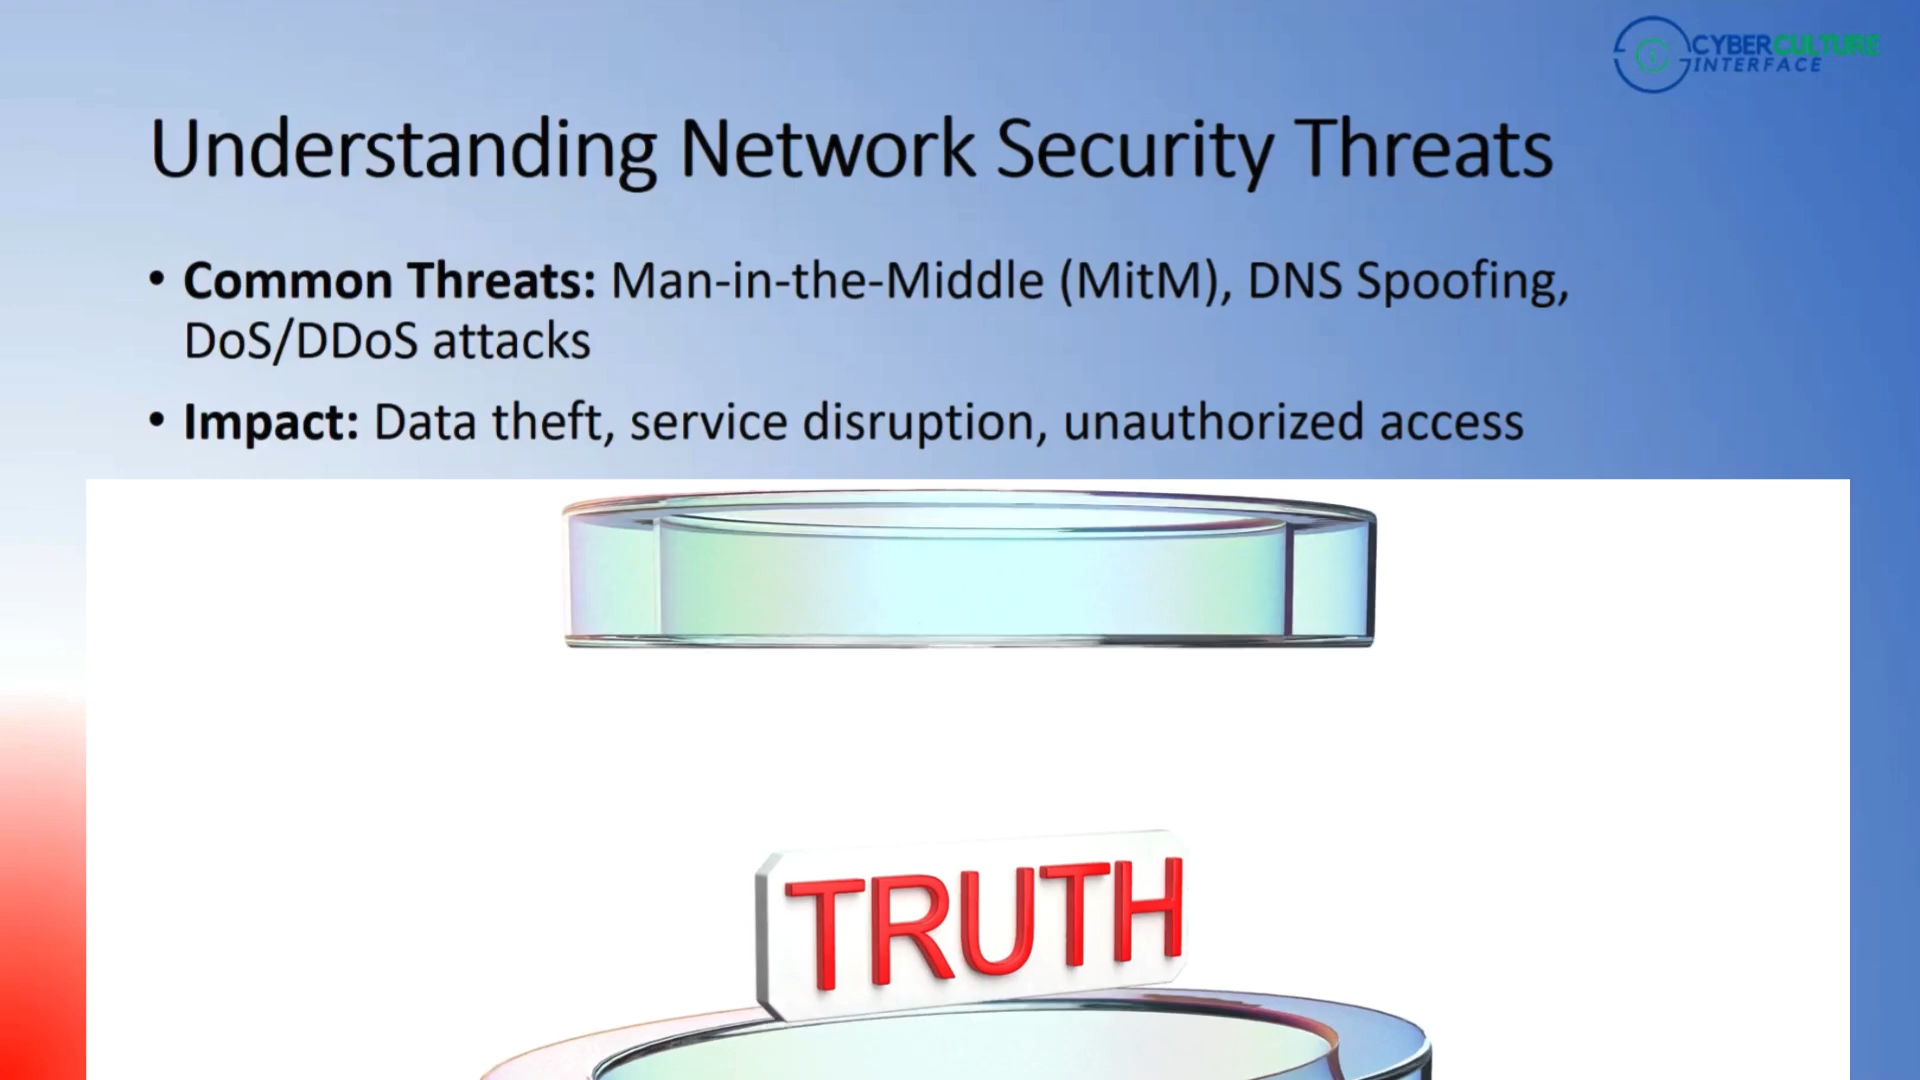 CYBERCULTURE
INTERFACE
Understanding Network Security Threats
• Common Threats: Man-in-the-Middle (MitM), DNS Spoofing,
DoS/DDoS attacks
• Impact: Data theft, service disruption, unauthorized access
TRUTH